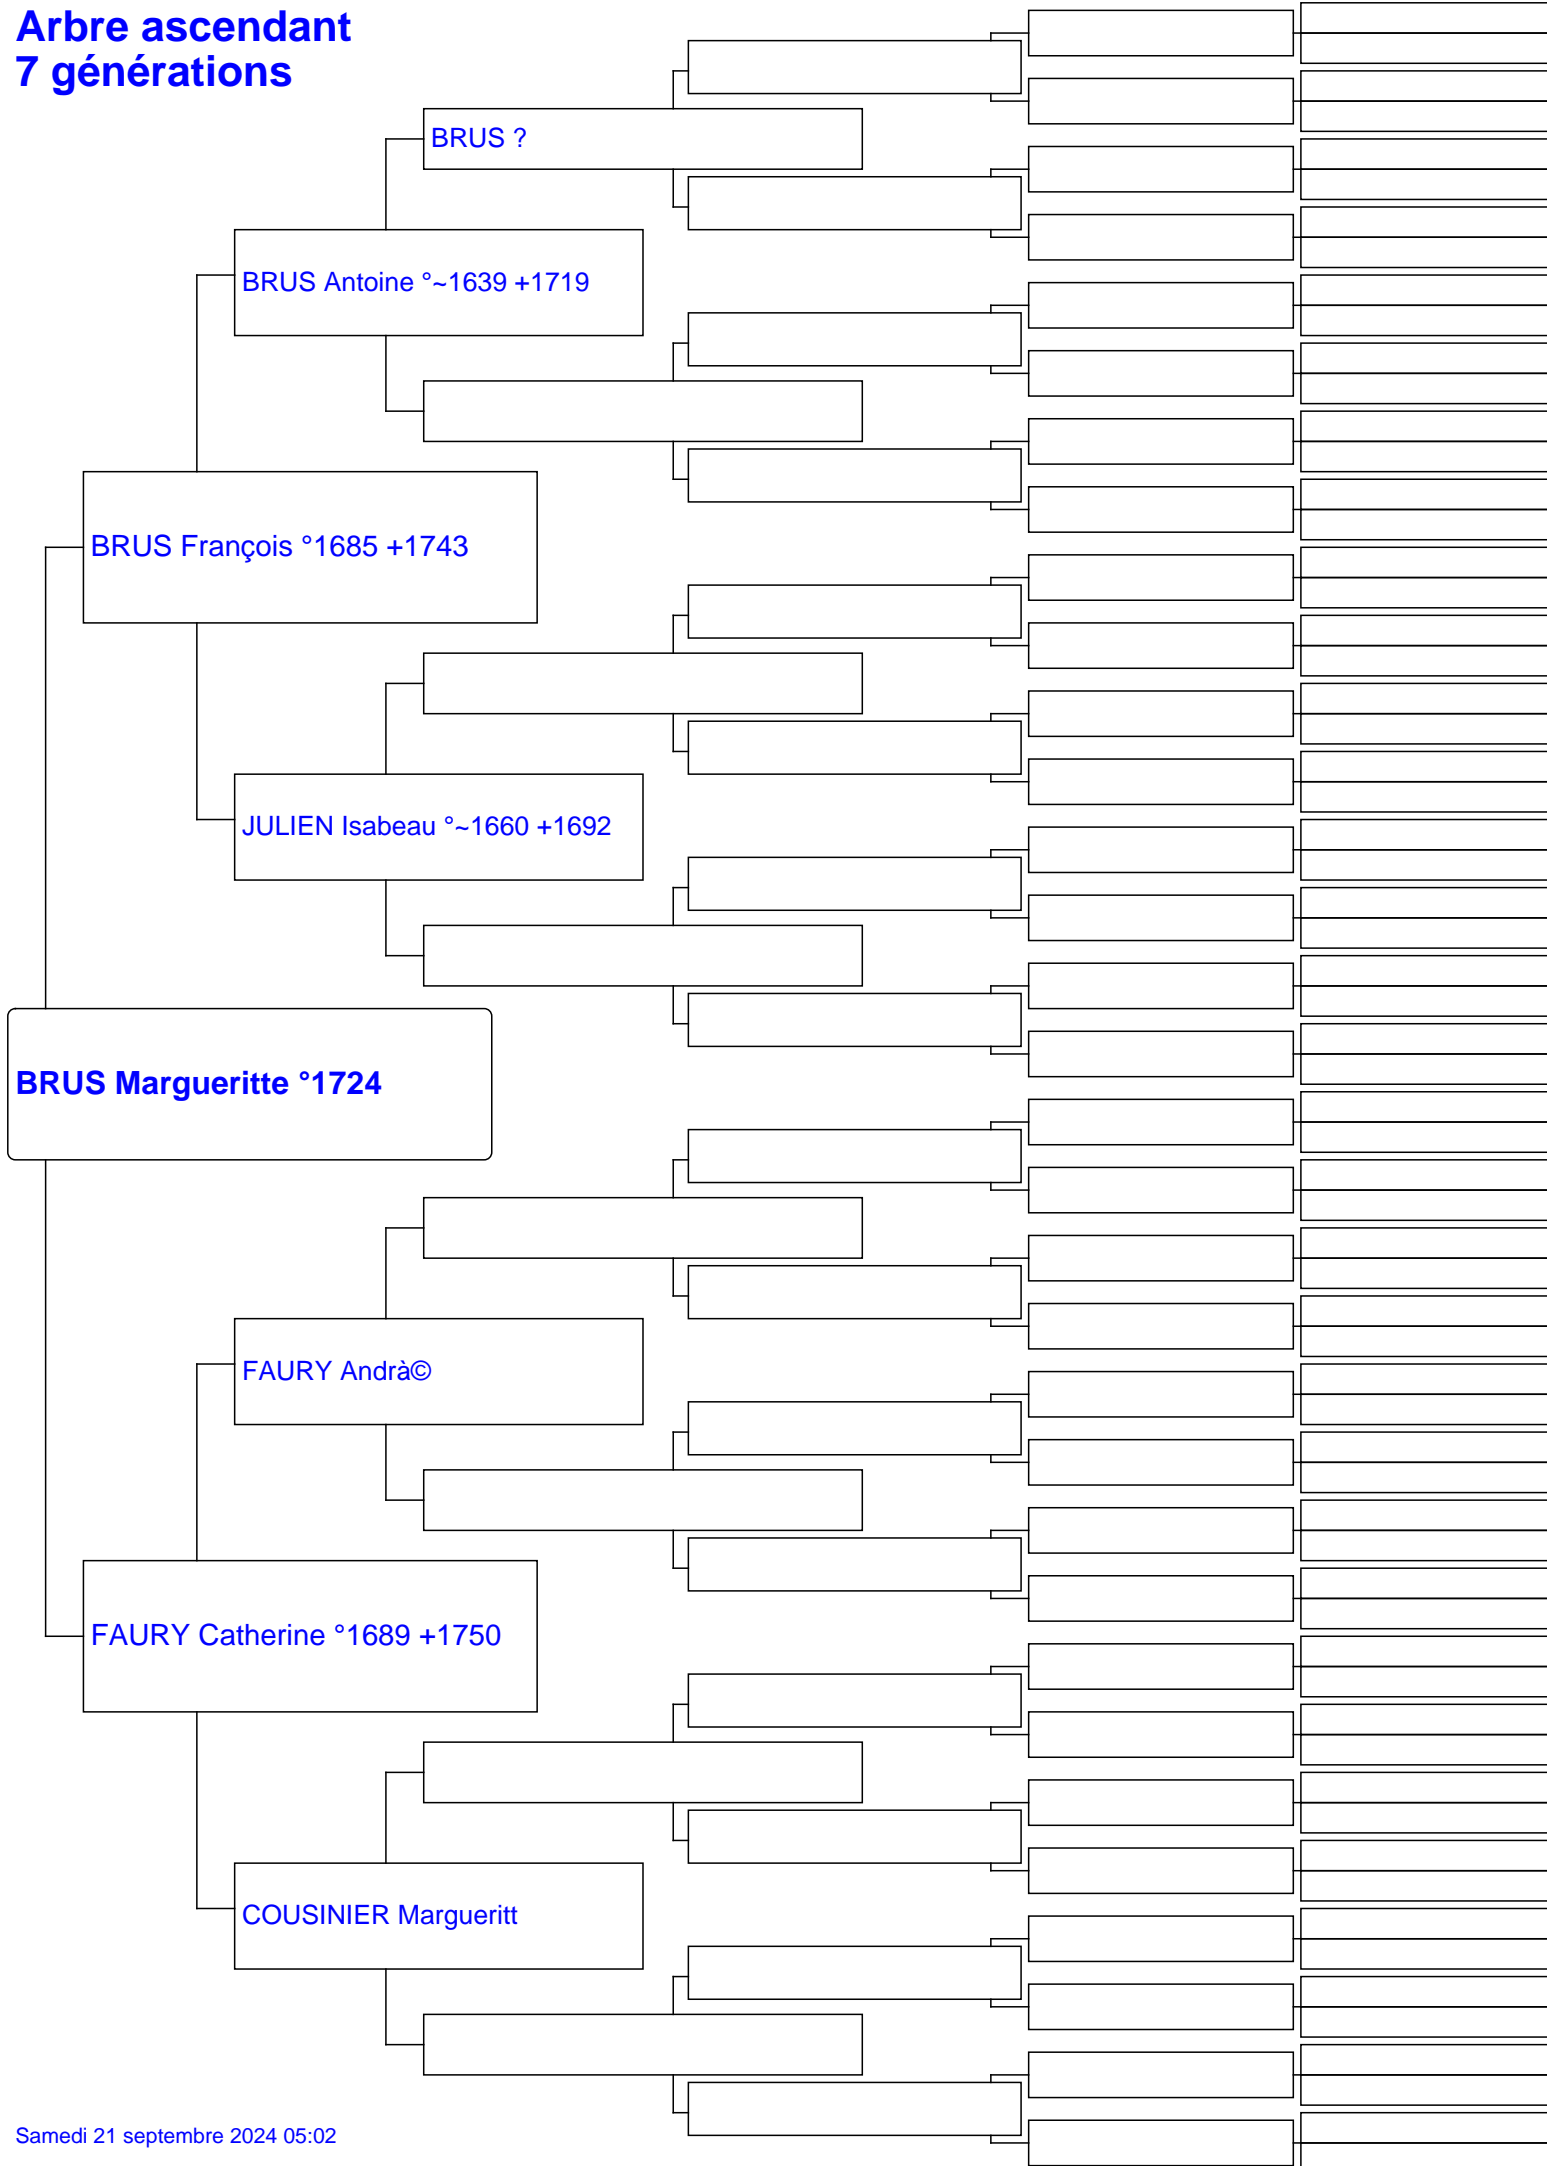 Arbre ascendant
7 générations
BRUS ?
BRUS Antoine °~1639 +1719
BRUS François °1685 +1743
JULIEN Isabeau °~1660 +1692
BRUS Margueritte °1724
FAURY Andrà©
FAURY Catherine °1689 +1750
COUSINIER Margueritt
Samedi 21 septembre 2024 05:02